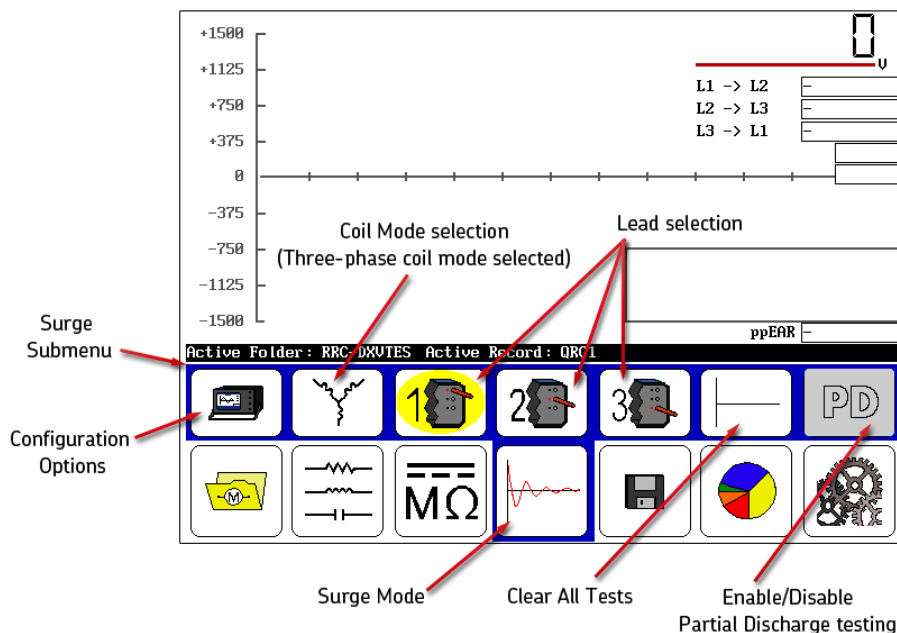 +1500
0
V
+1125
L1 -> L2 -
+750
L2 -> L3 -
L3 -> L1 -
+375
0
-375
Coil Mode selection
(Three-phase coil mode selected)
Lead selection
-750
-1125
-1500
ppEAR -
Surge
Submenu
Active Folder: RRC-DXVTES Active Record: QRC1
1
2
3
PD
Configuration
Options
M
MΩ
Surge Mode
Clear All Tests
Enable/Disable
Partial Discharge testing